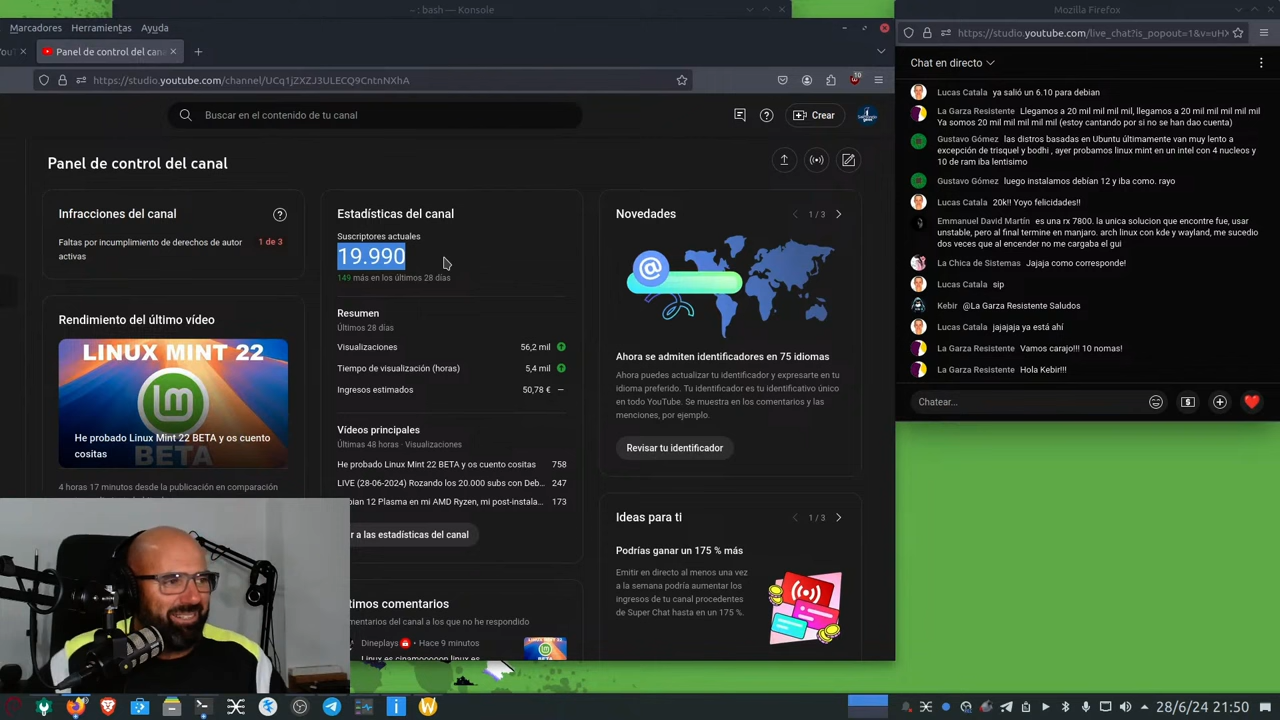 ~ : bash — Konsole
Mozilla Firefox
Marcadores Herramientas Ayuda
Panel de control del can
studio.youtube.com/channel/UCq1jZXZJ3ULECQ9CntnNXhA
10
https://studio.youtube.com/live_chat?is_popout=1&v=uHX
Buscar en el contenido de tu canal
Crear
Panel de control del canal
Infracciones del canal
Faltas por incumplimiento de derechos de autor
activas
1 de 3
Rendimiento del último vídeo
LINUX MINT 22
He probado Linux Mint 22 BETA y os cuento
cositas
BETA
4 horas 17 minutos desde la publicación en comparación
Estadísticas del canal
Suscriptores actuales
19.990
149 más en los últimos 28 días
Resumen
Últimos 28 días
Visualizaciones 56,2 mil
Tiempo de visualización (horas) 5,4 mil
Ingresos estimados 50,78 € —
Vídeos principales
Últimas 48 horas · Visualizaciones
He probado Linux Mint 22 BETA y os cuento cositas 758
LIVE (28-06-2024) Rozando los 20.000 subs con Deb... 247
bian 12 Plasma en mi AMD Ryzen, mi post-instala... 173
r a las estadísticas del canal
timos comentarios
mentarios del canal a los que no he respondido
Dineplays • Hace 9 minutos
Linux es cinamooooon linux es
BETA
Novedades
1 / 3
Ahora se admiten identificadores en 75 idiomas
Ahora puedes actualizar tu identificador y expresarte en tu
idioma preferido. Tu identificador es tu identificativo único
en todo YouTube. Se muestra en los comentarios y las
menciones, por ejemplo.
Revisar tu identificador
Ideas para ti
1 / 3
Podrías ganar un 175 % más
Emitir en directo al menos una vez
a la semana podría aumentar los
ingresos de tu canal procedentes
de Super Chat hasta en un 175 %.
Chat en directo
Lucas Catala ya salió un 6.10 para debian
La Garza Resistente Llegamos a 20 mil mil mil mil, llegamos a 20 mil mil mil mil mil
Ya somos 20 mil mil mil mil mil (estoy cantando por si no se han dao cuenta)
Gustavo Gómez las distros basadas en Ubuntu últimamente van muy lento a
excepción de trisquel y bodhi , ayer probamos linux mint en un intel con 4 nucleos y
10 de ram iba lentisimo
Gustavo Gómez luego instalamos debían 12 y iba como. rayo
Lucas Catala 20k!! Yoyo felicidades!!
Emmanuel David Martín es una rx 7800. la unica solucion que encontre fue, usar
unstable, pero al final termine en manjaro. arch linux con kde y wayland, me sucedio
dos veces que al encender no me cargaba el gui
La Chica de Sistemas Jajaja como corresponde!
Lucas Catala sip
Kebir @La Garza Resistente Saludos
Lucas Catala jajajaja ya está ahí
La Garza Resistente Vamos carajo!!! 10 nomas!
La Garza Resistente Hola Kebir!!!
Chatear...
28/6/24 21:50